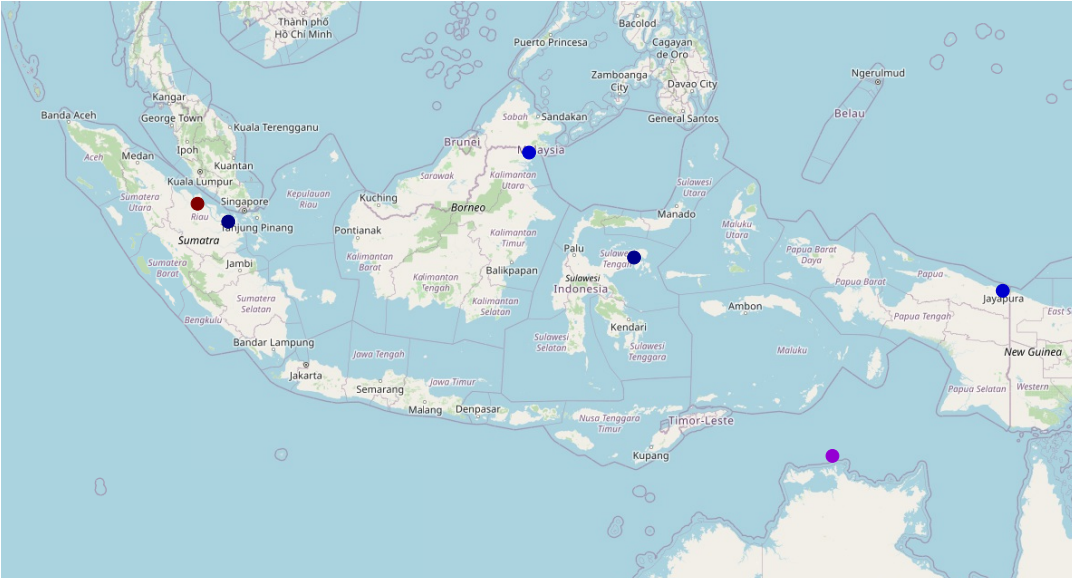 Thành phố
Hồ Chí Minh
Bacolod
Puerto Princesa
Cagayan
de Oro
Zamboanga
City
Davao City
Ngerulmud
Kangar
Banda Aceh
George Town
Kuala Terengganu
Sabah
Sandakan
General Santos
Belau
Ipoh
Brunei
Malaysia
Aceh
Medan
Kuantan
Kuala Lumpur
Sarawak
Kalimantan
Utara
Sulawesi
Utara
Sumatra
Utara
Kepulauan
Riau
Singapore
Kuching
Borneo
Manado
Riau
Tanjung Pinang
Pontianak
Kalimantan
Timur
Maluku
Utara
Sumatra
Palu
Sulawesi
Tengah
Papua Barat
Daya
Sumatra
Barat
Jambi
Kalimantan
Barat
Balikpapan
Sulawesi
Indonesia
Kalimantan
Tengah
Papua
Papua Barat
Jayapura
Sumatra
Selatan
Kalimantan
Selatan
Ambon
Papua Tengah
East S
Bengkulu
Kendari
Bandar Lampung
Sulawesi
Selatan
Sulawesi
Tenggara
Jawa Tengah
Maluku
New Guinea
Jakarta
Semarang
Jawa Timur
Papua Selatan
Western
Malang
Denpasar
Nusa Tenggara
Timur
Timor-Leste
Kupang